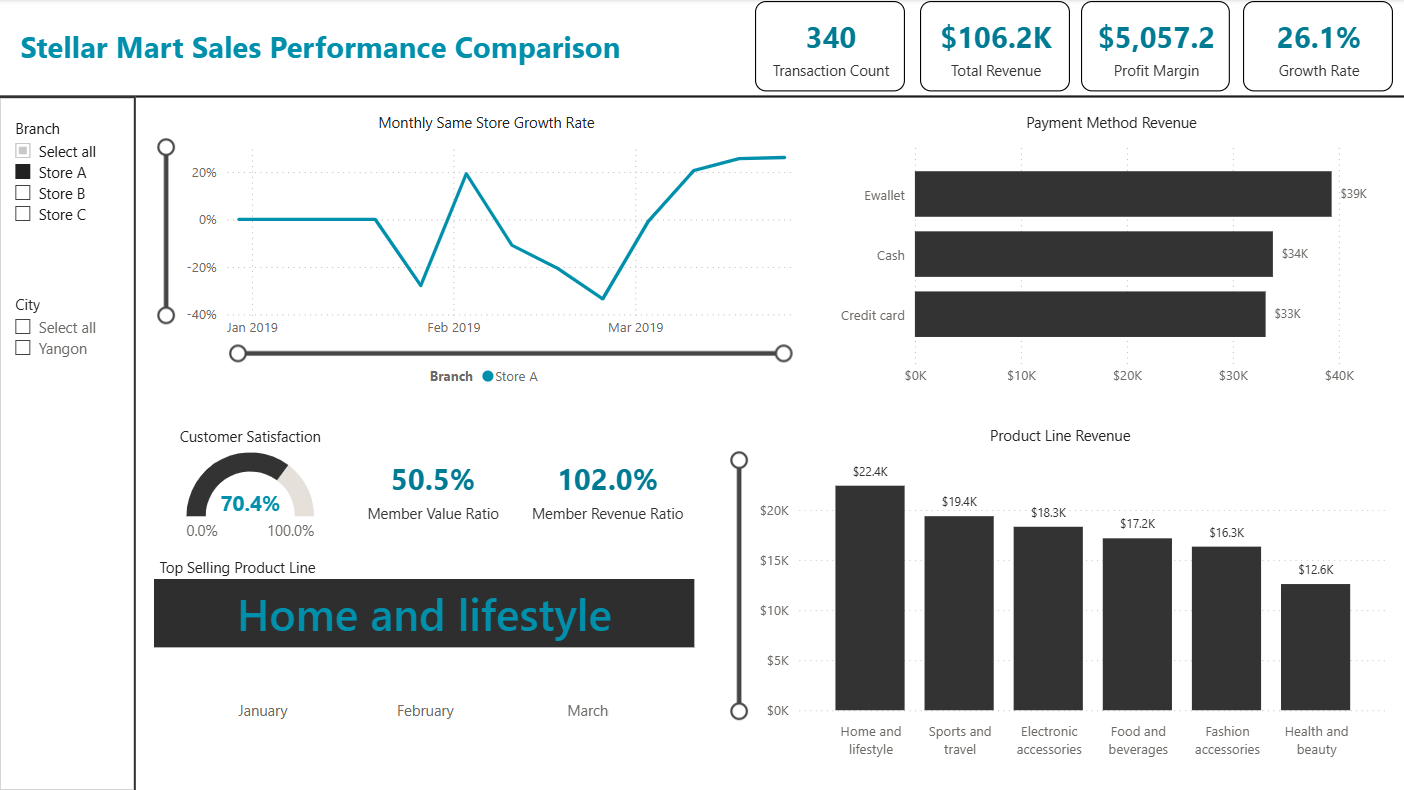 Stellar Mart Sales Performance Comparison
340
Transaction Count
$106.2K
Total Revenue
$5,057.2
Profit Margin
26.1%
Growth Rate
Branch
Select all
Store A
Store B
Store C
City
Select all
Yangon
Monthly Same Store Growth Rate
20%
0%
-20%
-40%
Jan 2019 Feb 2019 Mar 2019
Branch Store A
Payment Method Revenue
Ewallet $39K
Cash $34K
Credit card $33K
$0K $10K $20K $30K $40K
Customer Satisfaction
70.4%
0.0% 100.0%
50.5%
Member Value Ratio
102.0%
Member Revenue Ratio
Top Selling Product Line
Home and lifestyle
January February March
Product Line Revenue
$22.4K
$19.4K
$18.3K
$17.2K
$16.3K
$12.6K
$20K
$15K
$10K
$5K
$0K
Home and lifestyle
Sports and travel
Electronic accessories
Food and beverages
Fashion accessories
Health and beauty